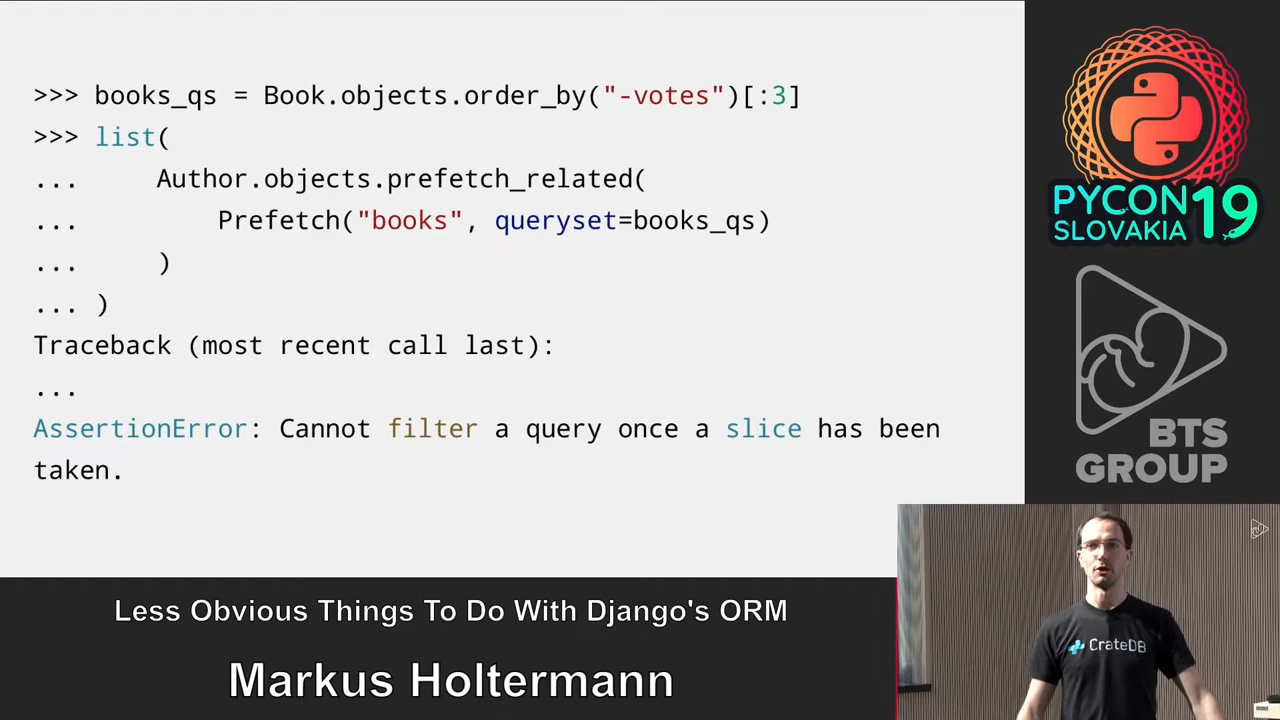 >>> books_qs = Book.objects.order_by("-votes")[:3]
>>> list(
...     Author.objects.prefetch_related(
...         Prefetch("books", queryset=books_qs)
...     )
... )
Traceback (most recent call last):
...
AssertionError: Cannot filter a query once a slice has been
taken.
PYCON
SLOVAKIA
19
BTS
GROUP
CrateDB
Less Obvious Things To Do With Django's ORM
Markus Holtermann